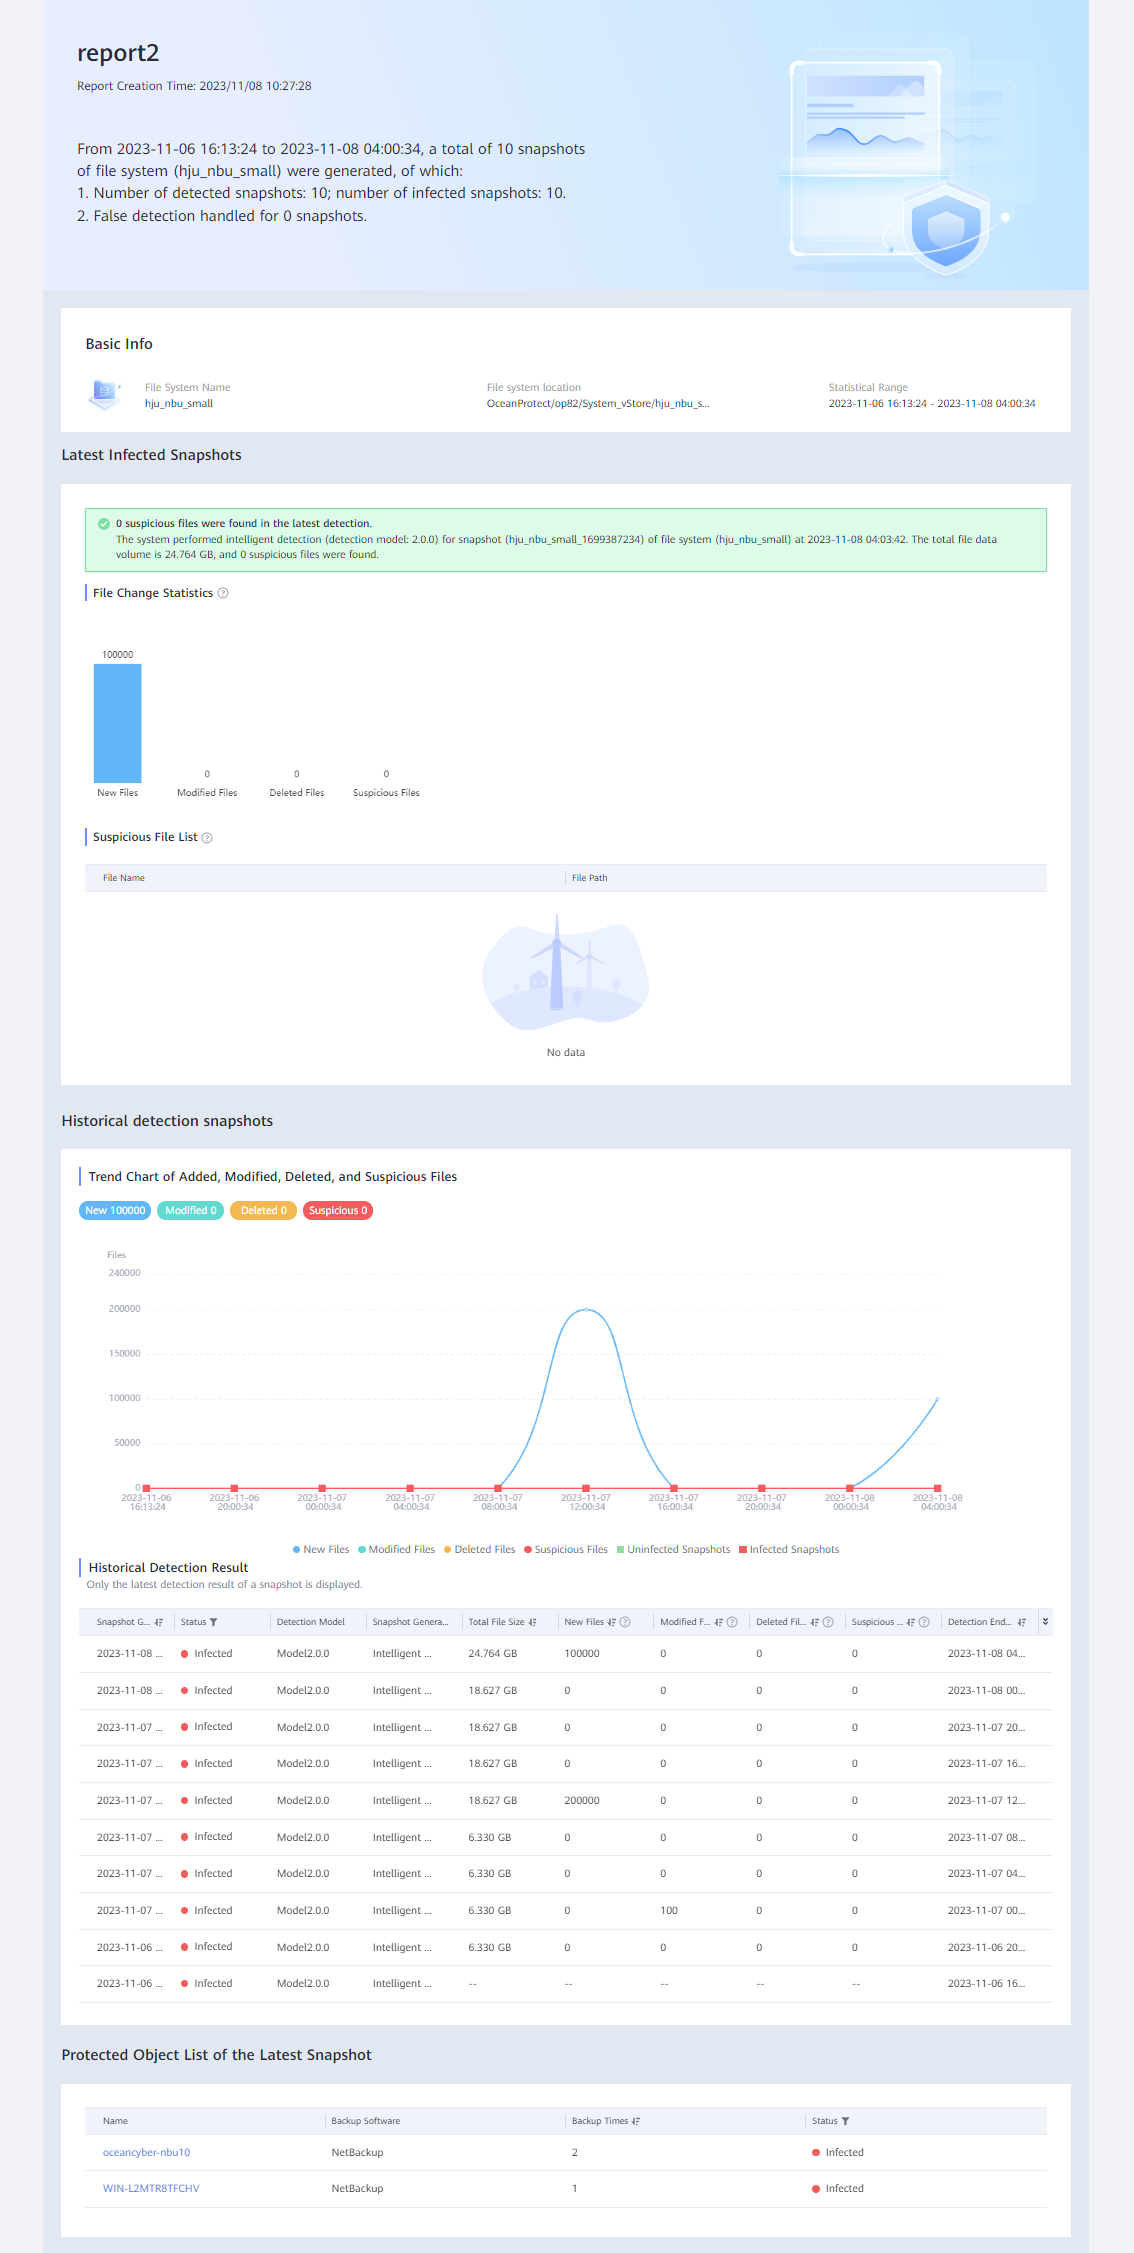 report2
Report Creation Time: 2023/11/08 10:27:28
From 2023-11-06 16:13:24 to 2023-11-08 04:00:34, a total of 10 snapshots
of file system (hju_nbu_small) were generated, of which:
1. Number of detected snapshots: 10; number of infected snapshots: 10.
2. False detection handled for 0 snapshots.
Basic Info
File System Name File system location Statistical Range
hju_nbu_small OceanProtect/op82/System_vStore/hju_nbu_s... 2023-11-06 16:13:24 - 2023-11-08 04:00:34
Latest Infected Snapshots
0 suspicious files were found in the latest detection.
The system performed intelligent detection (detection model: 2.0.0) for snapshot (hju_nbu_small_1699387234) of file system (hju_nbu_small) at 2023-11-08 04:03:42. The total file data
volume is 24.764 GB, and 0 suspicious files were found.
File Change Statistics
100000 0 0 0
New Files Modified Files Deleted Files Suspicious Files
Suspicious File List
File Name File Path
No data
Historical detection snapshots
Trend Chart of Added, Modified, Deleted, and Suspicious Files
New 100000 Modified 0 Deleted 0 Suspicious 0
Files
240000
200000
150000
100000
50000
0
2023-11-06 2023-11-06 2023-11-07 2023-11-07 2023-11-07 2023-11-07 2023-11-07 2023-11-07 2023-11-08 2023-11-08
16:13:24 20:00:34 00:00:34 04:00:34 08:00:34 12:00:34 16:00:34 20:00:34 00:00:34 04:00:34
New Files Modified Files Deleted Files Suspicious Files Uninfected Snapshots Infected Snapshots
Historical Detection Result
Only the latest detection result of a snapshot is displayed.
Snapshot G... Status Detection Model Snapshot Genera... Total File Size New Files Modified F... Deleted Fil... Suspicious ... Detection End...
2023-11-08 ... Infected Model2.0.0 Intelligent ... 24.764 GB 100000 0 0 0 2023-11-08 04...
2023-11-08 ... Infected Model2.0.0 Intelligent ... 18.627 GB 0 0 0 0 2023-11-08 00...
2023-11-07 ... Infected Model2.0.0 Intelligent ... 18.627 GB 0 0 0 0 2023-11-07 20...
2023-11-07 ... Infected Model2.0.0 Intelligent ... 18.627 GB 0 0 0 0 2023-11-07 16...
2023-11-07 ... Infected Model2.0.0 Intelligent ... 18.627 GB 200000 0 0 0 2023-11-07 12...
2023-11-07 ... Infected Model2.0.0 Intelligent ... 6.330 GB 0 0 0 0 2023-11-07 08...
2023-11-07 ... Infected Model2.0.0 Intelligent ... 6.330 GB 0 0 0 0 2023-11-07 04...
2023-11-07 ... Infected Model2.0.0 Intelligent ... 6.330 GB 0 100 0 0 2023-11-07 00...
2023-11-06 ... Infected Model2.0.0 Intelligent ... 6.330 GB 0 0 0 0 2023-11-06 20...
2023-11-06 ... Infected Model2.0.0 Intelligent ... -- -- -- -- -- 2023-11-06 16...
Protected Object List of the Latest Snapshot
Name Backup Software Backup Times Status
oceancyber-nbu10 NetBackup 2 Infected
WIN-L2MTR8TFCHV NetBackup 1 Infected